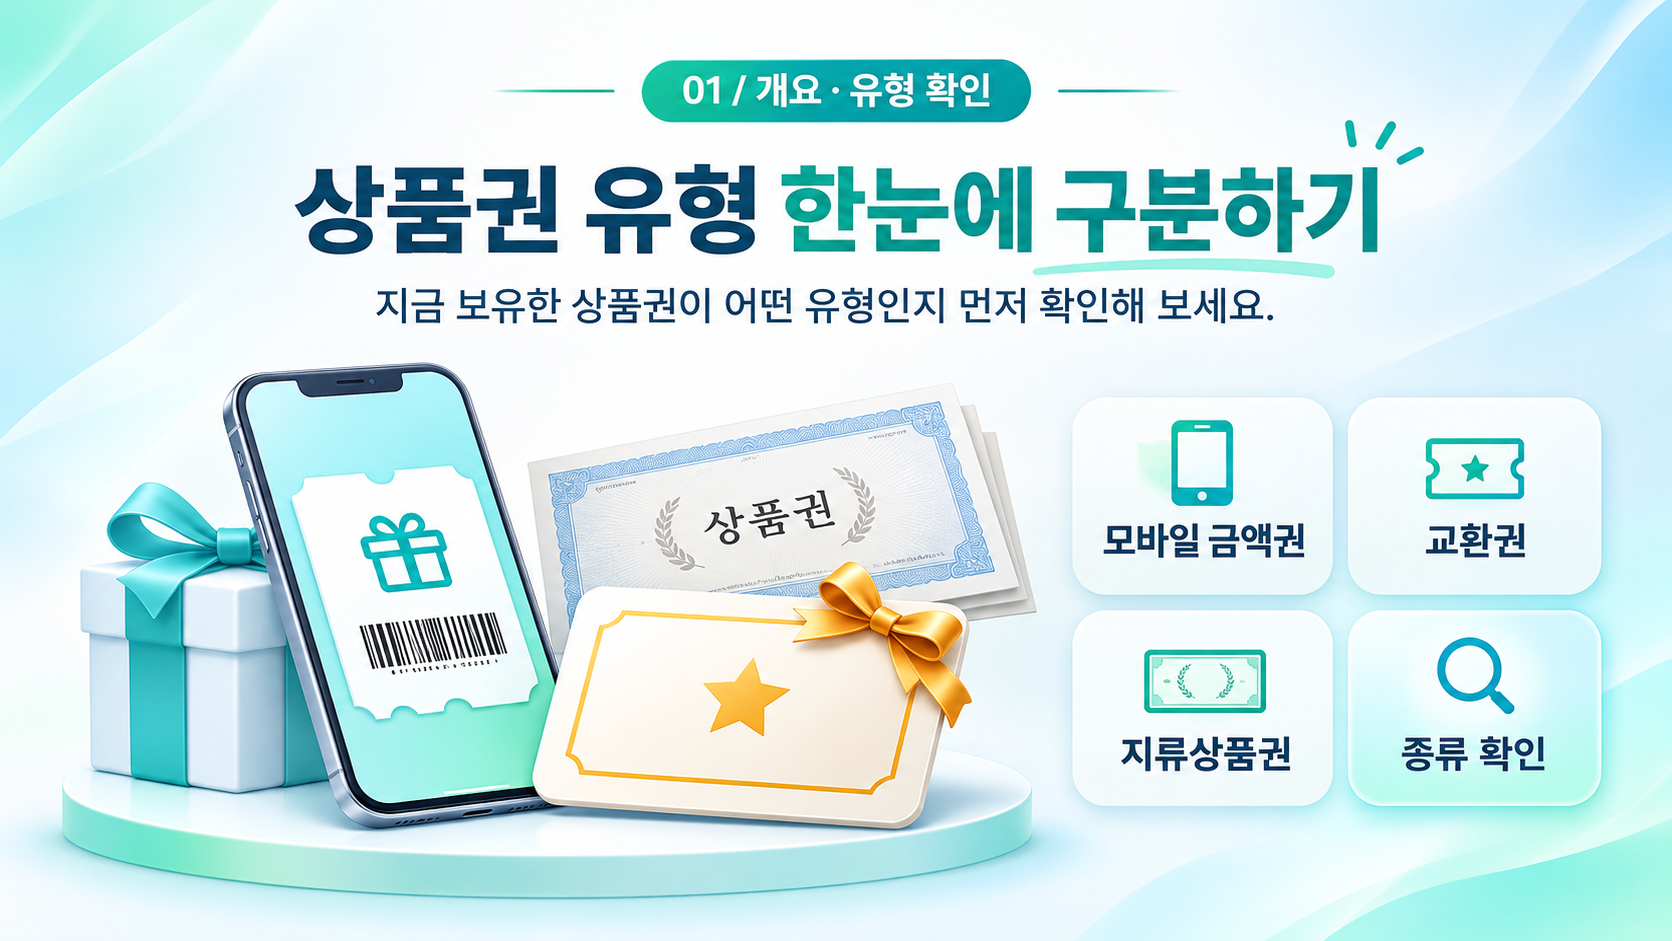 01 / 개요 · 유형 확인
상품권 유형 한눈에 구분하기
지금 보유한 상품권이 어떤 유형인지 먼저 확인해 보세요.
상품권
모바일 금액권
교환권
지류상품권
종류 확인